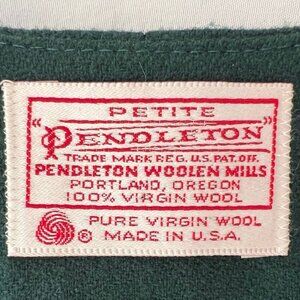 PETITE
"PENDLETON"
TRADE MARK REG. U.S. PAT. OFF.
PENDLETON WOOLEN MILLS
PORTLAND, OREGON
100% VIRGIN WOOL
® PURE VIRGIN WOOL
MADE IN U.S.A.